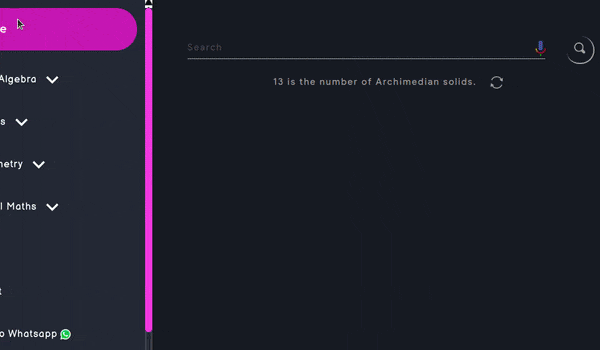 e
Search
13 is the number of Archimedian solids.
Algebra
s
metry
l Maths
t
o Whatsapp